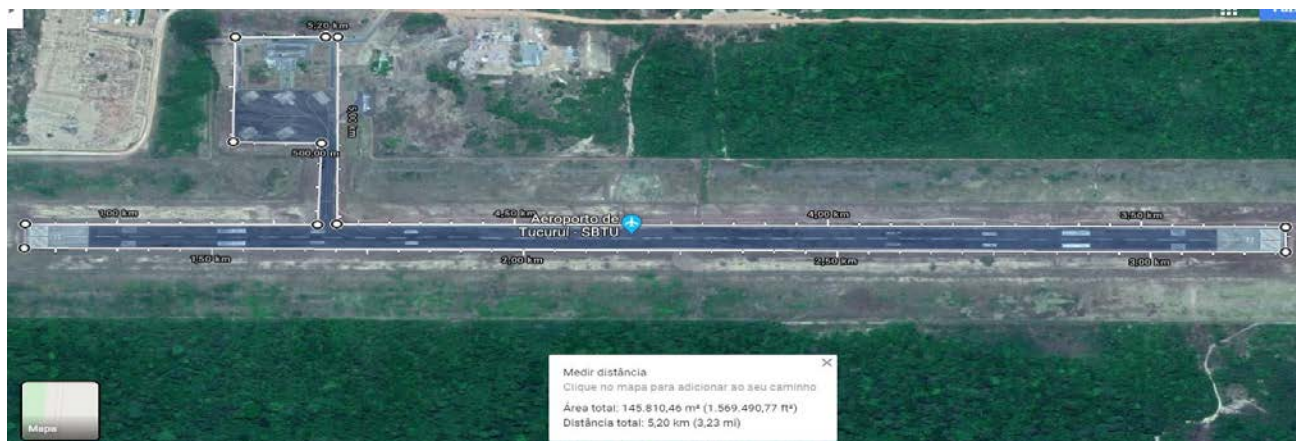 5,20 km
5,00 km
500,00 m
1,00 km
4,50 km
4,00 km
3,50 km
Aeroporto de
Tucuruí - SBTU
1,50 km
2,00 km
2,50 km
3,00 km
Medir distância
Clique no mapa para adicionar ao seu caminho
Área total: 145.810,46 m² (1.569.490,77 ft²)
Distância total: 5,20 km (3,23 mi)
Mapa